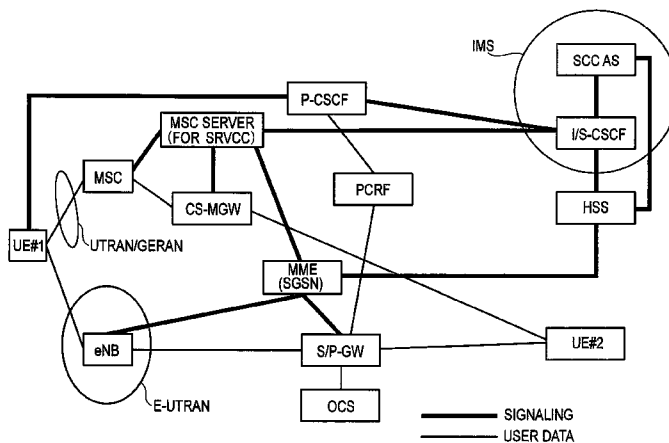 IMS
SCC AS
P-CSCF
MSC SERVER
(FOR SRVCC)
I/S-CSCF
MSC
PCRF
CS-MGW
HSS
UE#1
UTRAN/GERAN
MME
(SGSN)
eNB
S/P-GW
UE#2
E-UTRAN
OCS
SIGNALING
USER DATA